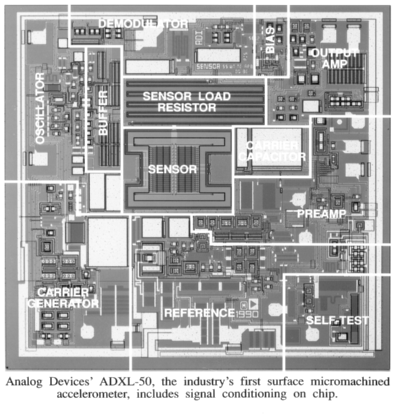 DEMODULATOR
BIAS
OUTPUT
AMP
OSCILLATOR
BUFFER
SENSOR LOAD
RESISTOR
SENSOR
CARRIER
CAPACITOR
PREAMP
CARRIER
GENERATOR
REFERENCE
1990
SELF-TEST
Analog Devices' ADXL-50, the industry's first surface micromachined
accelerometer, includes signal conditioning on chip.